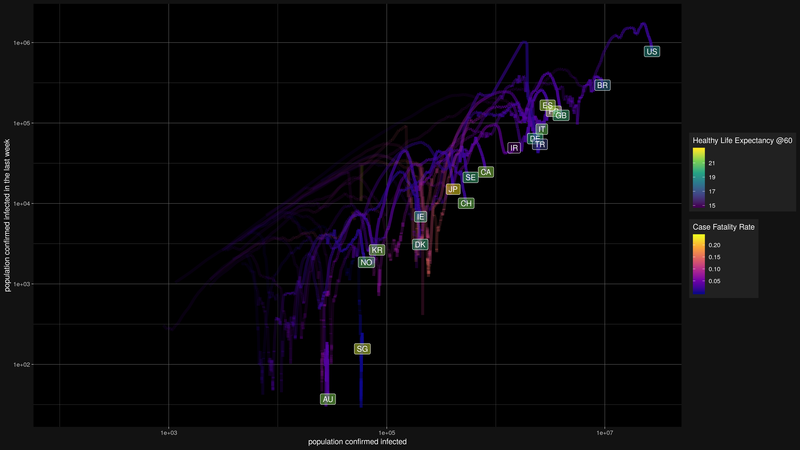 1e+06
1e+05
1e+04
1e+03
1e+02
population confirmed infected in the last week
US
BR
ES
GB
IT
DE
TR
IR
CA
SE
JP
CH
IE
DK
KR
NO
SG
AU
1e+03
1e+05
1e+07
population confirmed infected
Healthy Life Expectancy @60
21
19
17
15
Case Fatality Rate
0.20
0.15
0.10
0.05